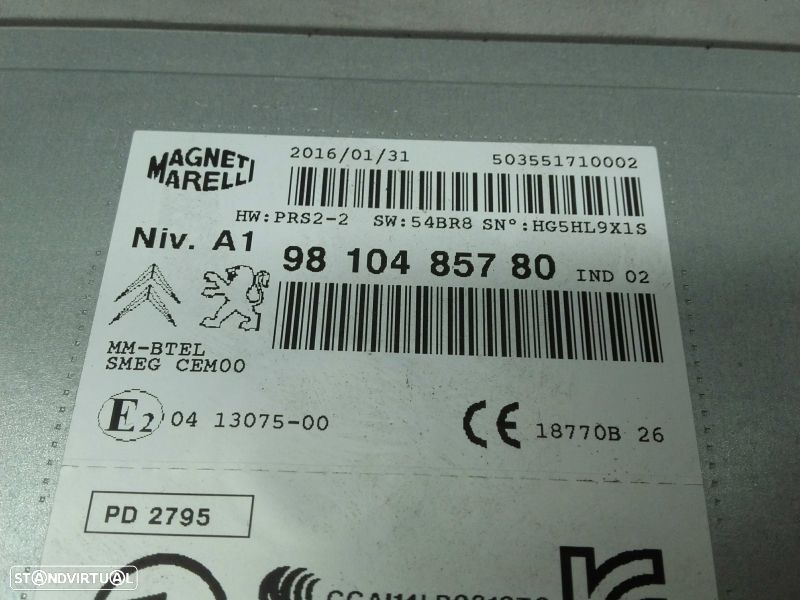 MAGNETI MARELLI
2016/01/31 503551710002
HW:PRS2-2 SW:54BR8 SN°:HG5HL9X1S
Niv. A1
98 104 857 80 IND 02
MM-BTEL
SMEG CEM00
E2 04 13075-00
CE 18770B 26
PD 2795
STANDVIRTUAL